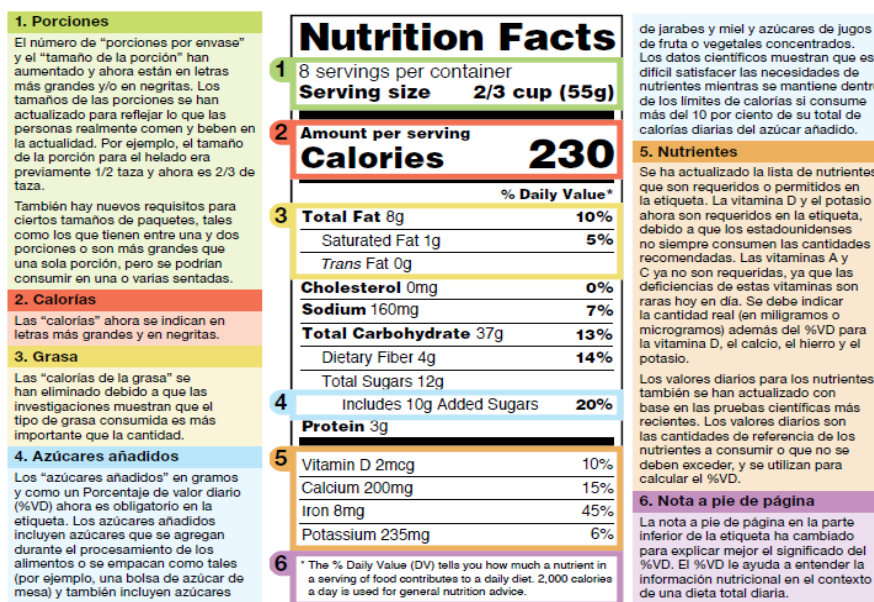 1. Porciones
El número de “porciones por envase”
y el “tamaño de la porción” han
aumentado y ahora están en letras
más grandes y/o en negritas. Los
tamaños de las porciones se han
actualizado para reflejar lo que las
personas realmente comen y beben en
la actualidad. Por ejemplo, el tamaño
de la porción para el helado era
previamente 1/2 taza y ahora es 2/3 de
taza.
También hay nuevos requisitos para
ciertos tamaños de paquetes, tales
como los que tienen entre una y dos
porciones o son más grandes que
una sola porción, pero se podrían
consumir en una o varias sentadas.
2. Calorías
Las “calorías” ahora se indican en
letras más grandes y en negritas.
3. Grasa
Las “calorías de la grasa” se
han eliminado debido a que las
investigaciones muestran que el
tipo de grasa consumida es más
importante que la cantidad.
4. Azúcares añadidos
Los “azúcares añadidos” en gramos
y como un Porcentaje de valor diario
(%VD) ahora es obligatorio en la
etiqueta. Los azúcares añadidos
incluyen azúcares que se agregan
durante el procesamiento de los
alimentos o se empacan como tales
(por ejemplo, una bolsa de azúcar de
mesa) y también incluyen azúcares
Nutrition Facts
1 8 servings per container
Serving size 2/3 cup (55g)
2 Amount per serving
Calories 230
% Daily Value*
3 Total Fat 8g 10%
Saturated Fat 1g 5%
Trans Fat 0g
Cholesterol 0mg 0%
Sodium 160mg 7%
Total Carbohydrate 37g 13%
Dietary Fiber 4g 14%
Total Sugars 12g
4 Includes 10g Added Sugars 20%
Protein 3g
5 Vitamin D 2mcg 10%
Calcium 200mg 15%
Iron 8mg 45%
Potassium 235mg 6%
6 * The % Daily Value (DV) tells you how much a nutrient in
a serving of food contributes to a daily diet. 2,000 calories
a day is used for general nutrition advice.
de jarabes y miel y azúcares de jugos
de fruta o vegetales concentrados.
Los datos científicos muestran que es
difícil satisfacer las necesidades de
nutrientes mientras se mantiene dentr
de los límites de calorías si consume
más del 10 por ciento de su total de
calorías diarias del azúcar añadido.
5. Nutrientes
Se ha actualizado la lista de nutrientes
que son requeridos o permitidos en
la etiqueta. La vitamina D y el potasio
ahora son requeridos en la etiqueta,
debido a que los estadounidenses
no siempre consumen las cantidades
recomendadas. Las vitaminas A y
C ya no son requeridas, ya que las
deficiencias de estas vitaminas son
raras hoy en día. Se debe indicar
la cantidad real (en miligramos o
microgramos) además del %VD para
la vitamina D, el calcio, el hierro y el
potasio.
Los valores diarios para los nutrientes
también se han actualizado con
base en las pruebas científicas más
recientes. Los valores diarios son
las cantidades de referencia de los
nutrientes a consumir o que no se
deben exceder, y se utilizan para
calcular el %VD.
6. Nota a pie de página
La nota a pie de página en la parte
inferior de la etiqueta ha cambiado
para explicar mejor el significado del
%VD. El %VD le ayuda a entender la
información nutricional en el contexto
de una dieta total diaria.